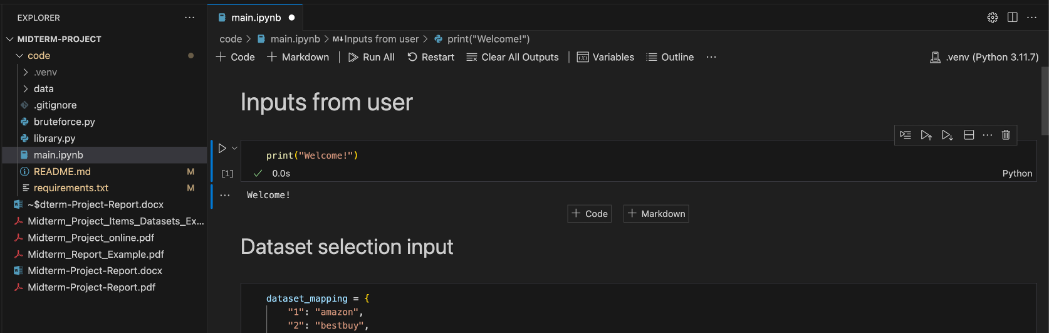 EXPLORER
MIDTERM-PROJECT
code
.venv
data
.gitignore
bruteforce.py
library.py
main.ipynb
README.md M
requirements.txt M
~$dterm-Project-Report.docx
Midterm_Project_Items_Datasets_Ex...
Midterm_Project_online.pdf
Midterm_Report_Example.pdf
Midterm-Project-Report.docx
Midterm-Project-Report.pdf
main.ipynb
code > main.ipynb > M↓Inputs from user > print("Welcome!")
+ Code + Markdown Run All Restart Clear All Outputs Variables Outline ... .venv (Python 3.11.7)
Inputs from user
print("Welcome!")
[1] 0.0s Python
Welcome!
+ Code + Markdown
Dataset selection input
dataset_mapping = {
"1": "amazon",
"2": "bestbuy",